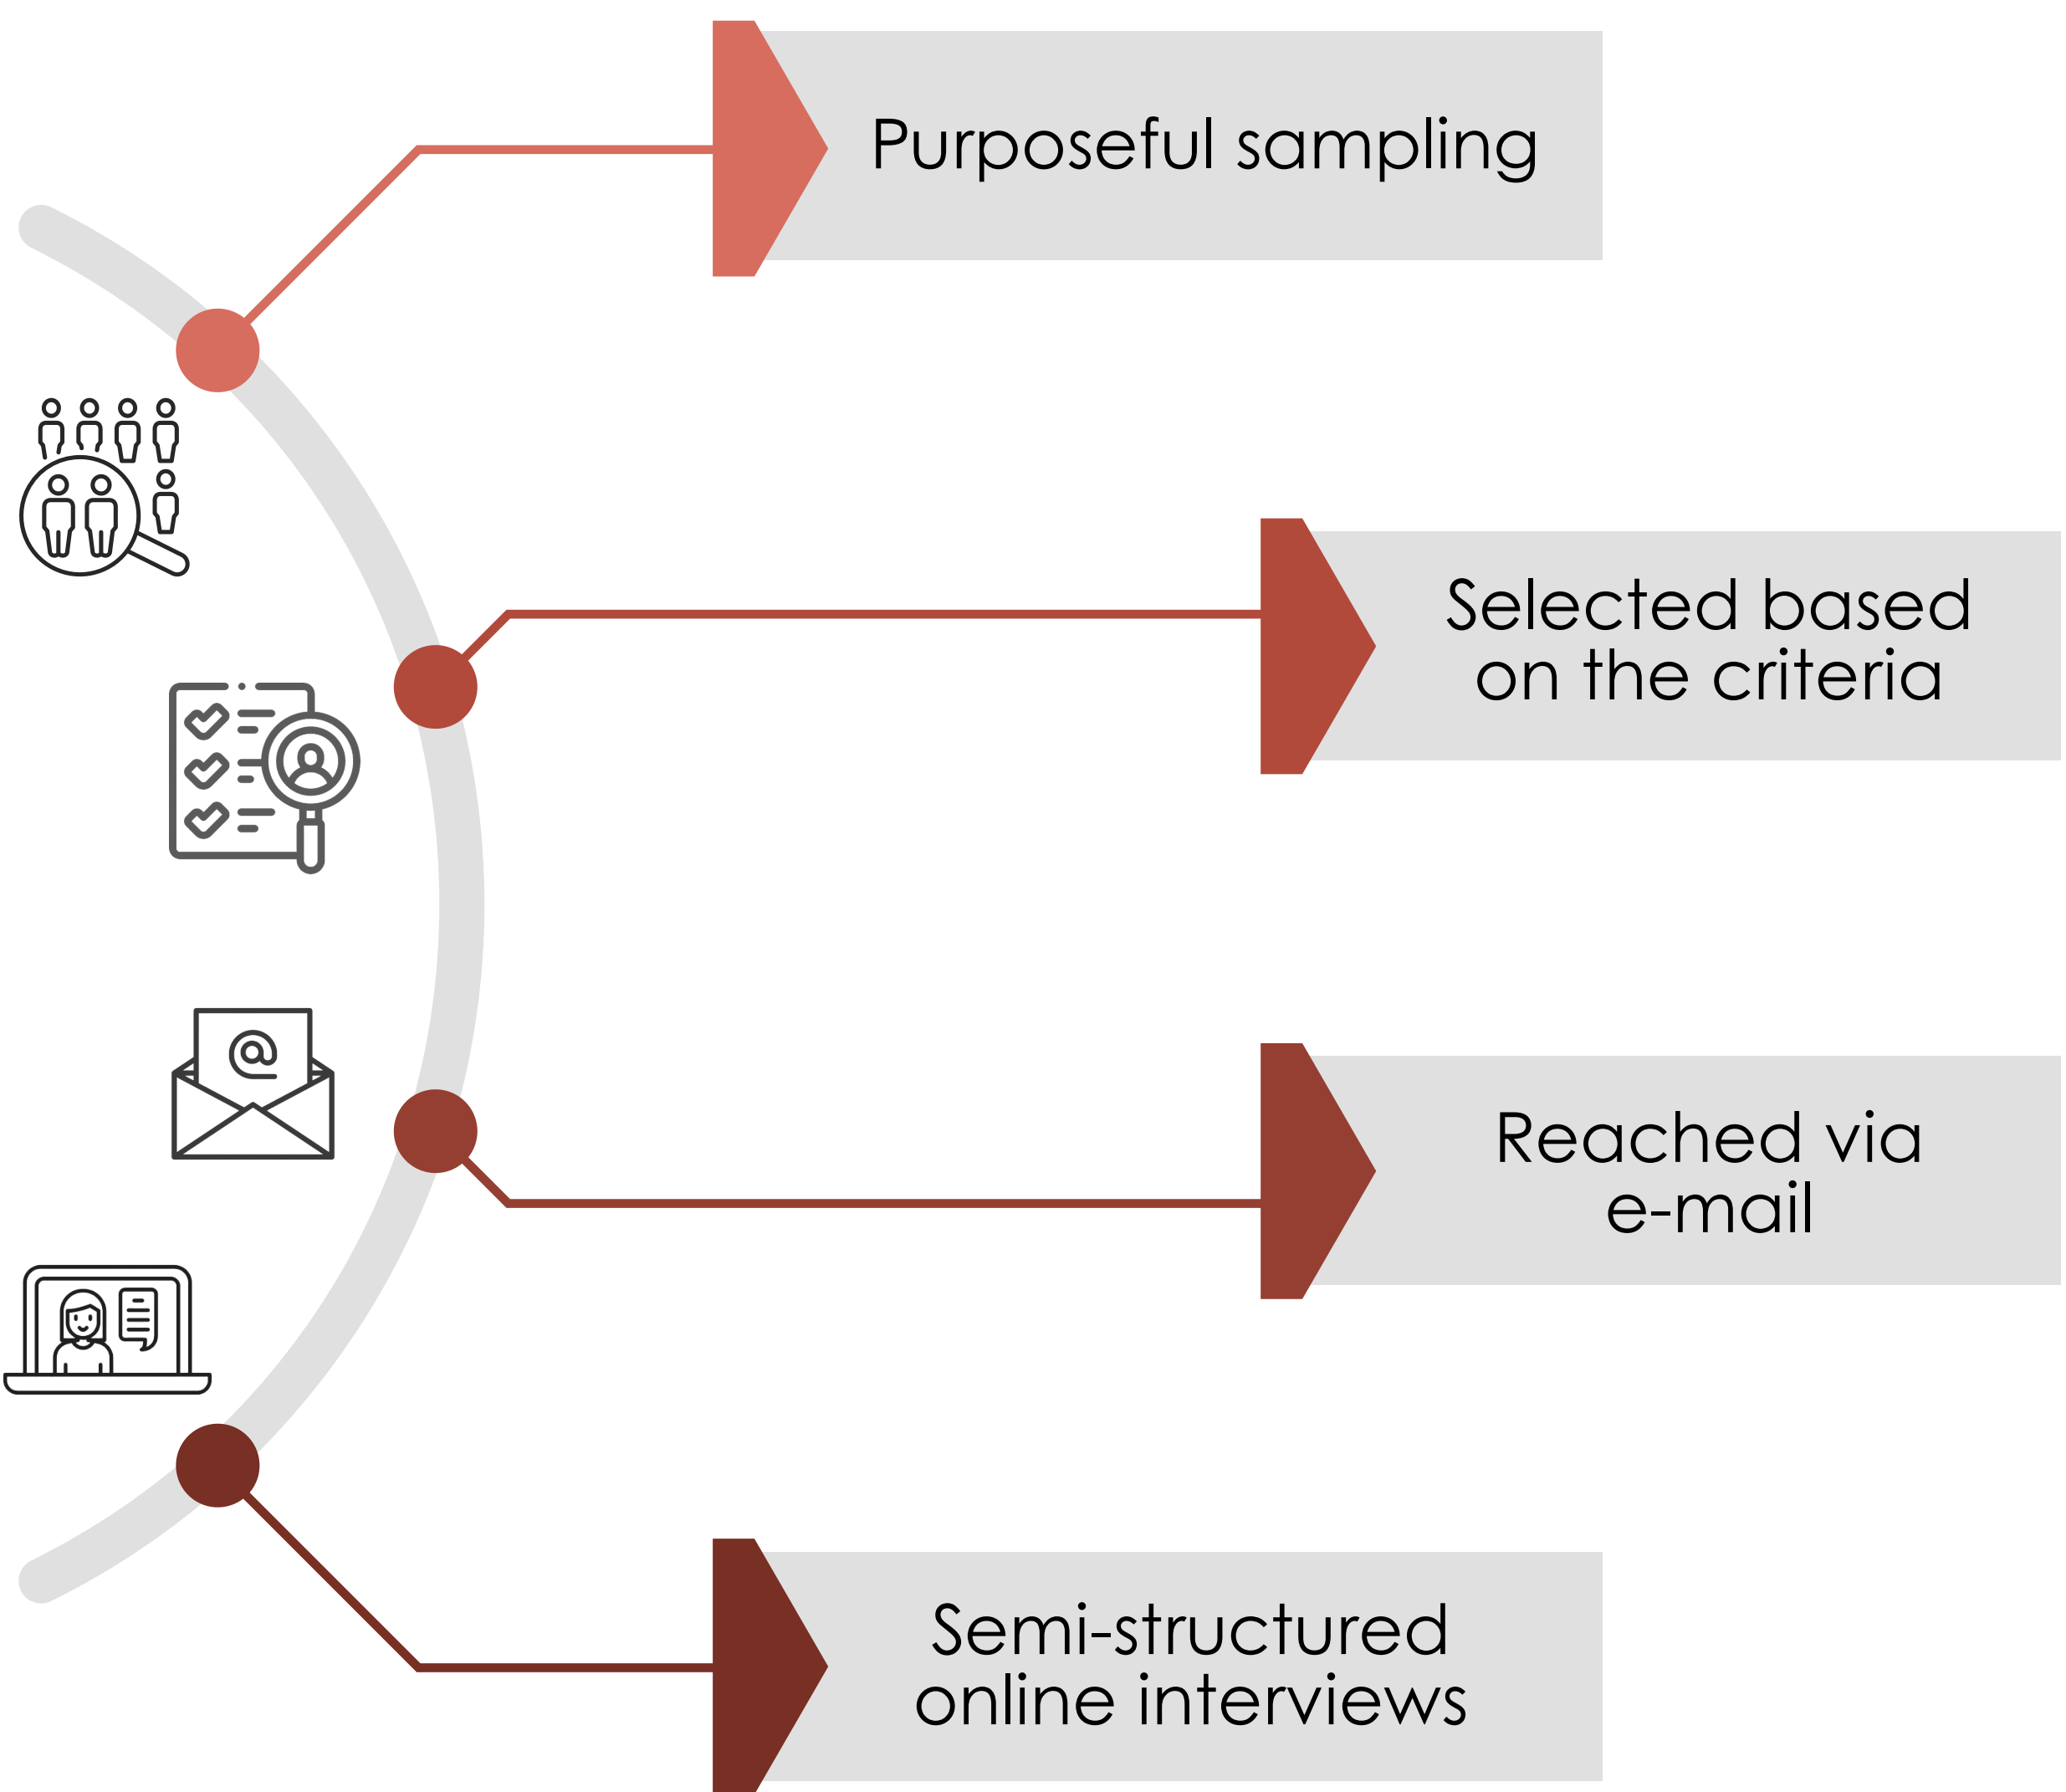 Purposeful sampling
Selected based
on the criteria
Reached via
e-mail
Semi-structured
online interviews